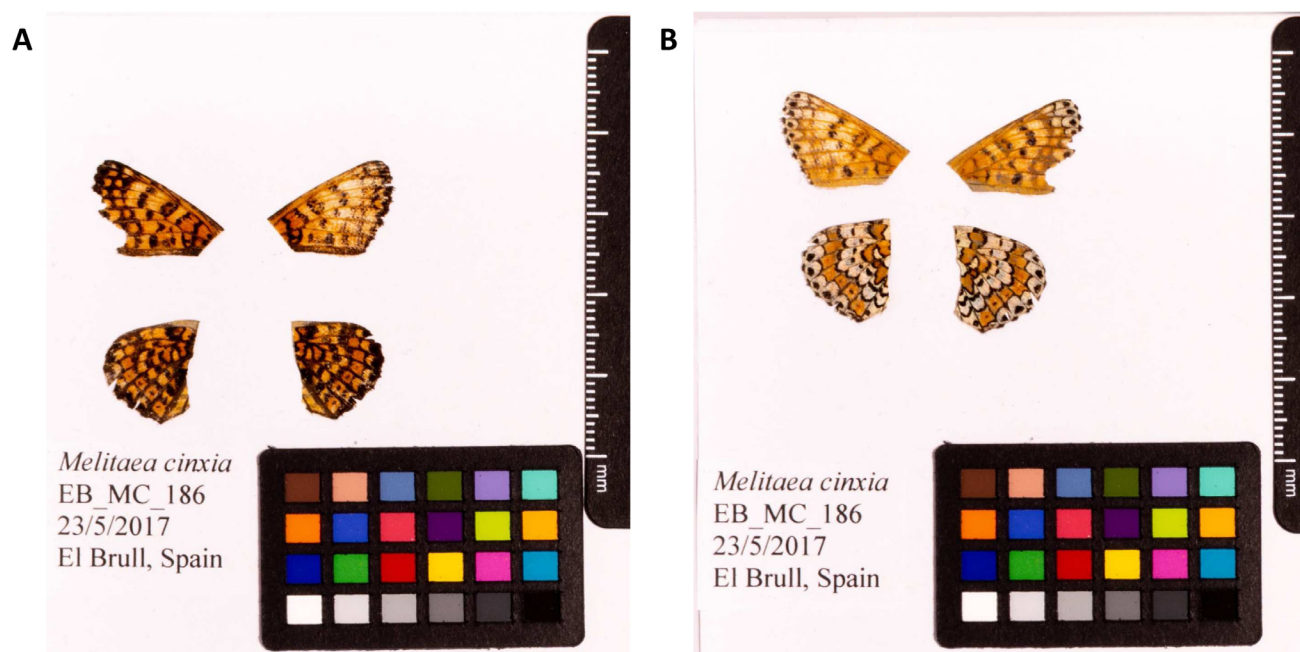 A
Melitaea cinxia
EB_MC_186
23/5/2017
El Brull, Spain
mm
B
Melitaea cinxia
EB_MC_186
23/5/2017
El Brull, Spain
mm